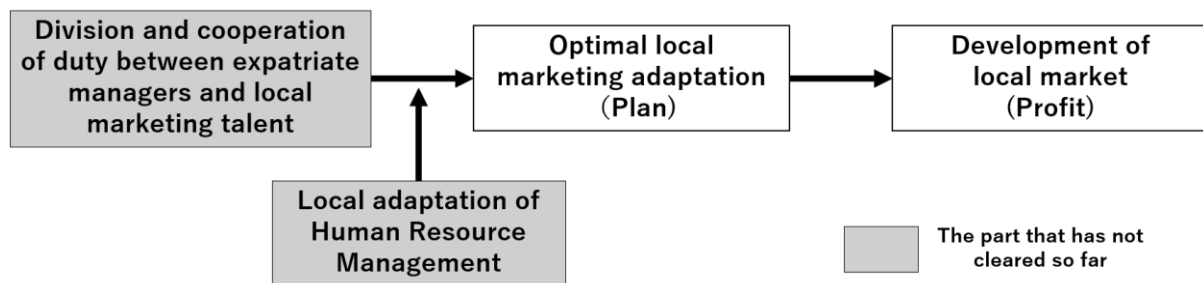 Division and cooperation
of duty between expatriate
managers and local
marketing talent
Optimal local
marketing adaptation
（Plan）
Development of
local market
（Profit）
Local adaptation of
Human Resource
Management
The part that has not
cleared so far